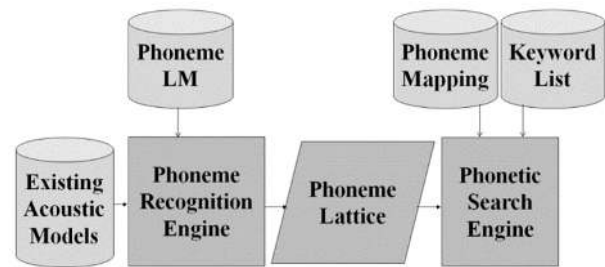 Phoneme
LM
Phoneme
Mapping
Keyword
List
Existing
Acoustic
Models
Phoneme
Recognition
Engine
Phoneme
Lattice
Phonetic
Search
Engine